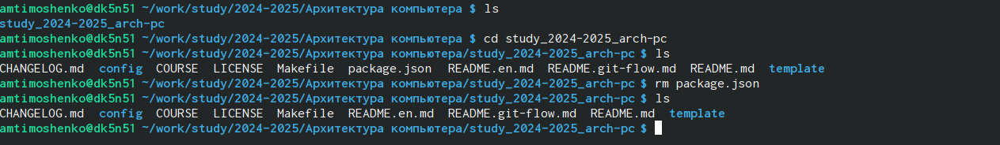 amtimoshenko@dk5n51 ~/work/study/2024-2025/Архитектура компьютера $ ls
study_2024-2025_arch-pc
amtimoshenko@dk5n51 ~/work/study/2024-2025/Архитектура компьютера $ cd study_2024-2025_arch-pc
amtimoshenko@dk5n51 ~/work/study/2024-2025/Архитектура компьютера/study_2024-2025_arch-pc $ ls
CHANGELOG.md  config  COURSE  LICENSE  Makefile  package.json  README.en.md  README.git-flow.md  README.md  template
amtimoshenko@dk5n51 ~/work/study/2024-2025/Архитектура компьютера/study_2024-2025_arch-pc $ rm package.json
amtimoshenko@dk5n51 ~/work/study/2024-2025/Архитектура компьютера/study_2024-2025_arch-pc $ ls
CHANGELOG.md  config  COURSE  LICENSE  Makefile  README.en.md  README.git-flow.md  README.md  template
amtimoshenko@dk5n51 ~/work/study/2024-2025/Архитектура компьютера/study_2024-2025_arch-pc $